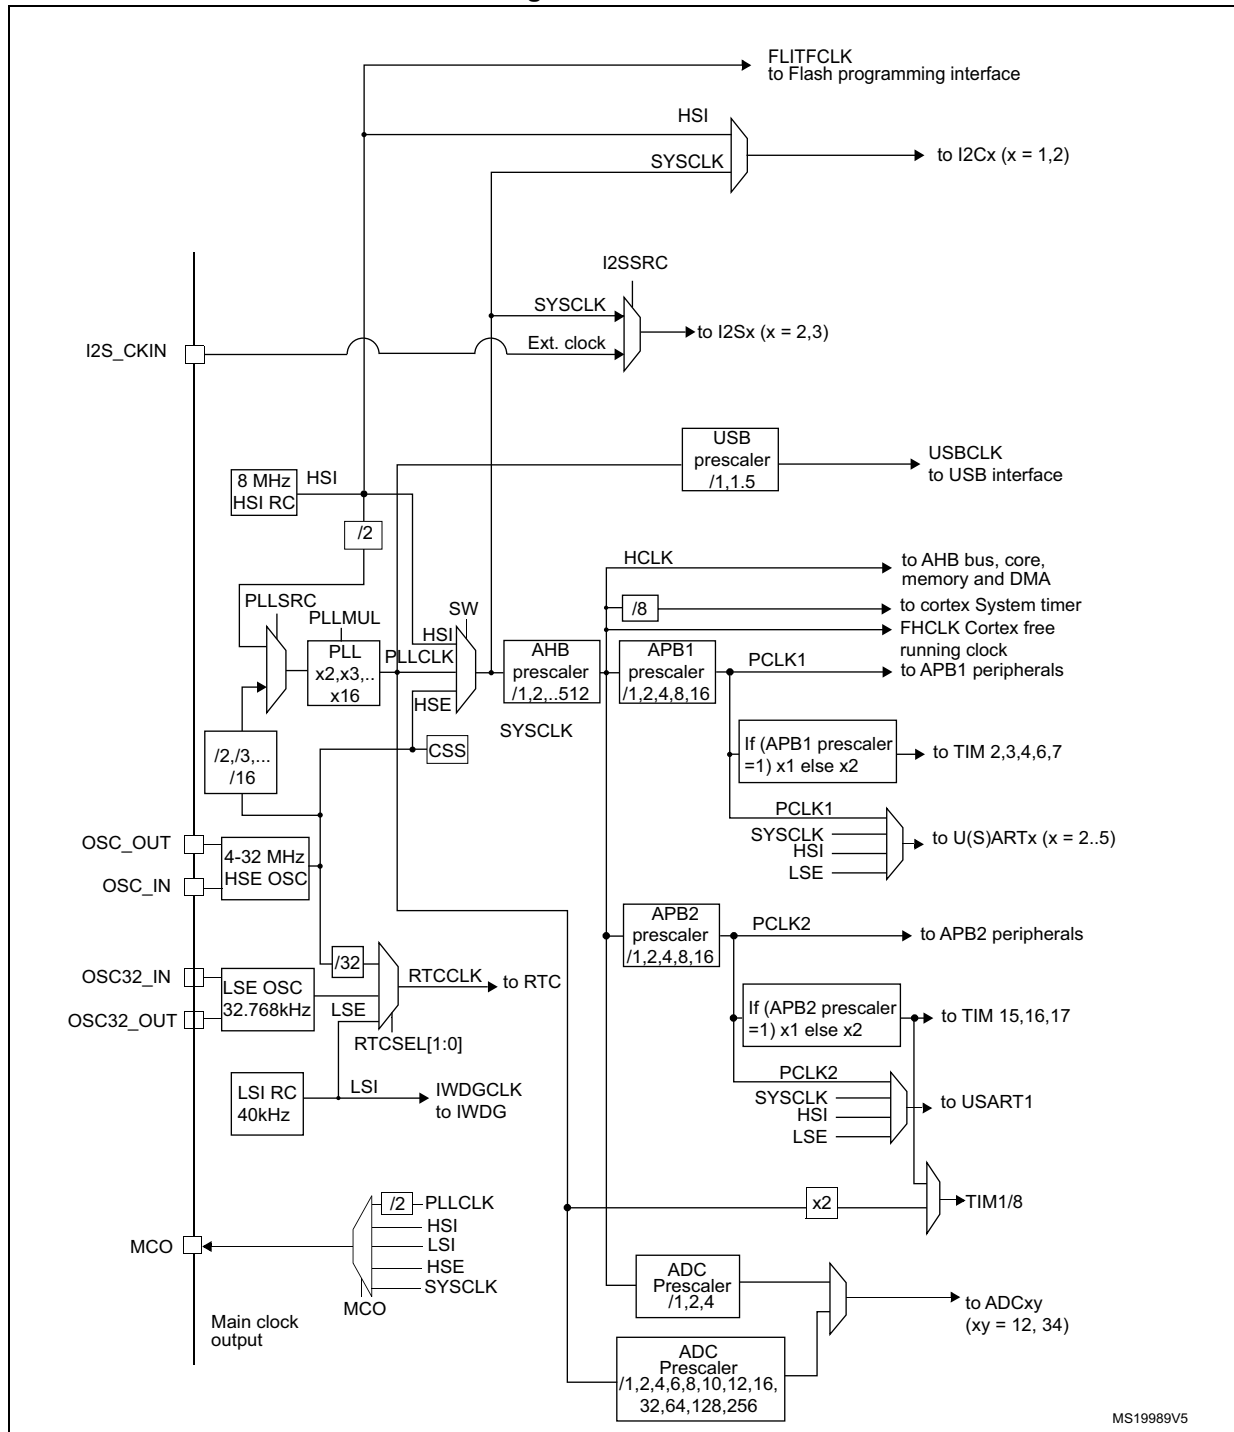 FLITFCLK
to Flash programming interface
HSI
to I2Cx (x = 1,2)
SYSCLK
I2SSRC
SYSCLK
to I2Sx (x = 2,3)
I2S_CKIN
Ext. clock
USB
prescaler
/1,1.5
USBCLK
to USB interface
8 MHz
HSI RC
HSI
/2
HCLK
to AHB bus, core,
memory and DMA
/8
to cortex System timer
FHCLK Cortex free
running clock
PLLSRC
PLLMUL
PLL
x2,x3,..
x16
SW
HSI
PLLCLK
HSE
AHB
prescaler
/1,2,..512
APB1
prescaler
/1,2,4,8,16
PCLK1
to APB1 peripherals
SYSCLK
CSS
/2,/3,...
/16
If (APB1 prescaler
=1) x1 else x2
to TIM 2,3,4,6,7
PCLK1
SYSCLK
HSI
LSE
to U(S)ARTx (x = 2..5)
OSC_OUT
OSC_IN
4-32 MHz
HSE OSC
APB2
prescaler
/1,2,4,8,16
PCLK2
to APB2 peripherals
/32
OSC32_IN
OSC32_OUT
LSE OSC
32.768kHz
LSE
RTCCLK
to RTC
RTCSEL[1:0]
If (APB2 prescaler
=1) x1 else x2
to TIM 15,16,17
LSI RC
40kHz
LSI
IWDGCLK
to IWDG
PCLK2
SYSCLK
HSI
LSE
to USART1
x2
TIM1/8
MCO
/2
PLLCLK
HSI
LSI
HSE
SYSCLK
MCO
Main clock
output
ADC
Prescaler
/1,2,4
to ADCxy
(xy = 12, 34)
ADC
Prescaler
/1,2,4,6,8,10,12,16,
32,64,128,256
MS19989V5